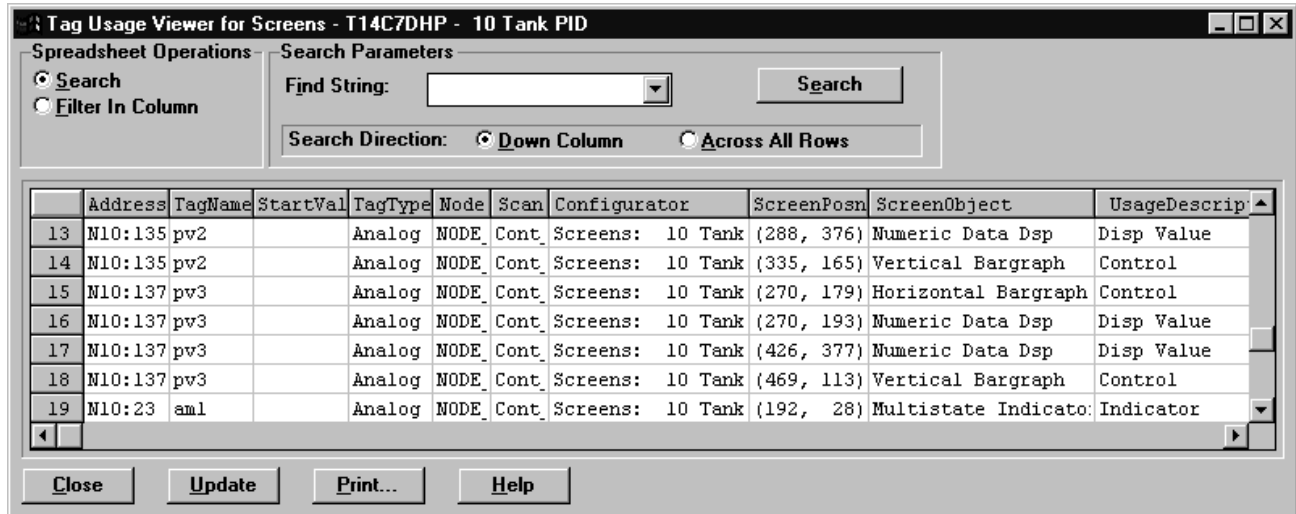 Tag Usage Viewer for Screens - T14C7DHP - 10 Tank PID
Spreadsheet Operations
Search
Filter In Column
Search Parameters
Find String:
Search
Search Direction: Down Column Across All Rows
Address TagName StartVal TagType Node Scan Configurator ScreenPosn ScreenObject UsageDescrip
13 N10:135 pv2 Analog NODE_ Cont_ Screens: 10 Tank (288, 376) Numeric Data Dsp Disp Value
14 N10:135 pv2 Analog NODE_ Cont_ Screens: 10 Tank (335, 165) Vertical Bargraph Control
15 N10:137 pv3 Analog NODE_ Cont_ Screens: 10 Tank (270, 179) Horizontal Bargraph Control
16 N10:137 pv3 Analog NODE_ Cont_ Screens: 10 Tank (270, 193) Numeric Data Dsp Disp Value
17 N10:137 pv3 Analog NODE_ Cont_ Screens: 10 Tank (426, 377) Numeric Data Dsp Disp Value
18 N10:137 pv3 Analog NODE_ Cont_ Screens: 10 Tank (469, 113) Vertical Bargraph Control
19 N10:23 am1 Analog NODE_ Cont_ Screens: 10 Tank (192, 28) Multistate Indicato Indicator
Close Update Print... Help